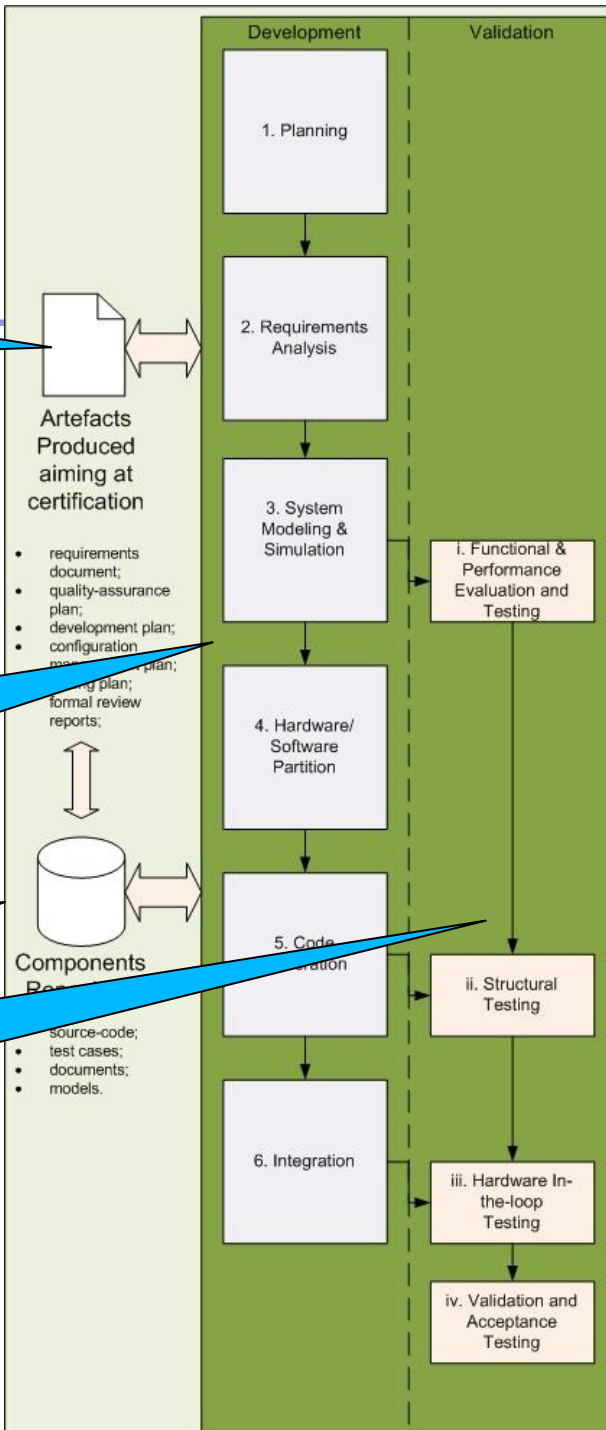 Development
Validation
1. Planning
2. Requirements
Analysis
Artefacts
Produced
aiming at
certification
• requirements
document;
• quality-assurance
plan;
• development plan;
• configuration
plan;
plan;
formal review
reports;
3. System
Modeling &
Simulation
i. Functional &
Performance
Evaluation and
Testing
4. Hardware/
Software
Partition
Components
source-code;
• test cases;
• documents;
• models.
5. Code
ii. Structural
Testing
6. Integration
iii. Hardware In-
the-loop
Testing
iv. Validation and
Acceptance
Testing